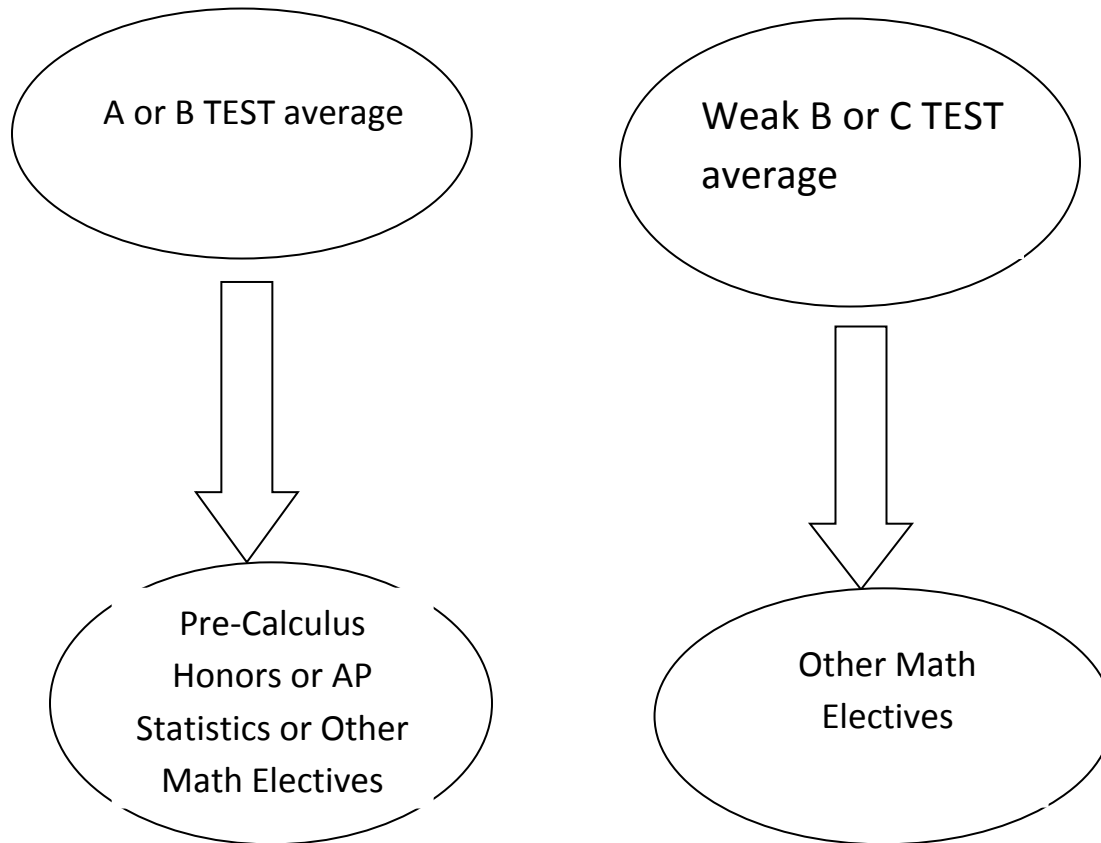 A or B TEST average
Weak B or C TEST
average
Pre-Calculus
Honors or AP
Statistics or Other
Math Electives
Other Math
Electives